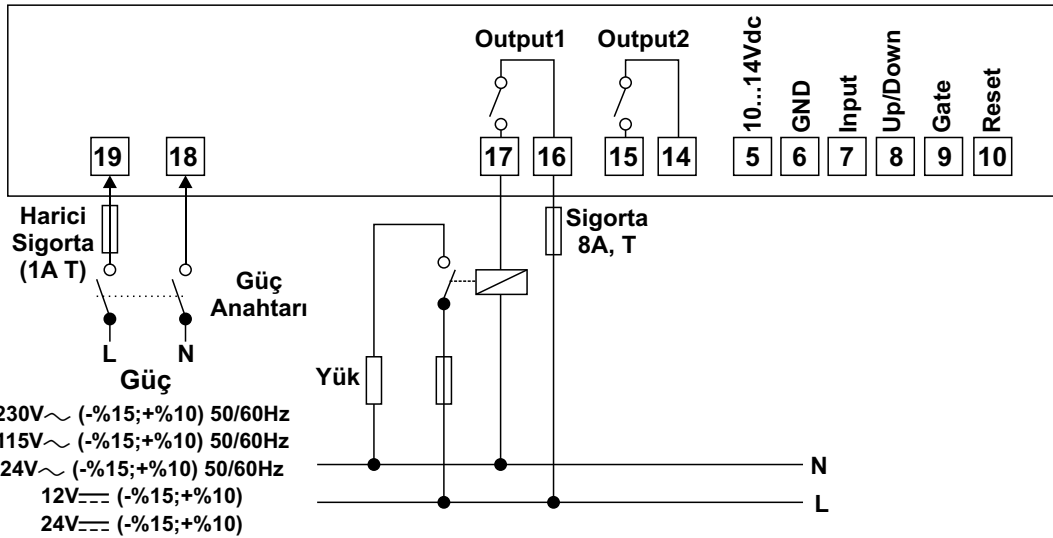 Output1
Output2
10...14Vdc
GND
Input
Up/Down
Gate
Reset
19
18
17
16
15
14
5
6
7
8
9
10
Harici
Sigorta
(1A T)
Güç
Anahtarı
Sigorta
8A, T
L
N
Güç
Yük
230V (-%15;+%10) 50/60Hz
115V (-%15;+%10) 50/60Hz
24V (-%15;+%10) 50/60Hz
12V (-%15;+%10)
24V (-%15;+%10)
N
L